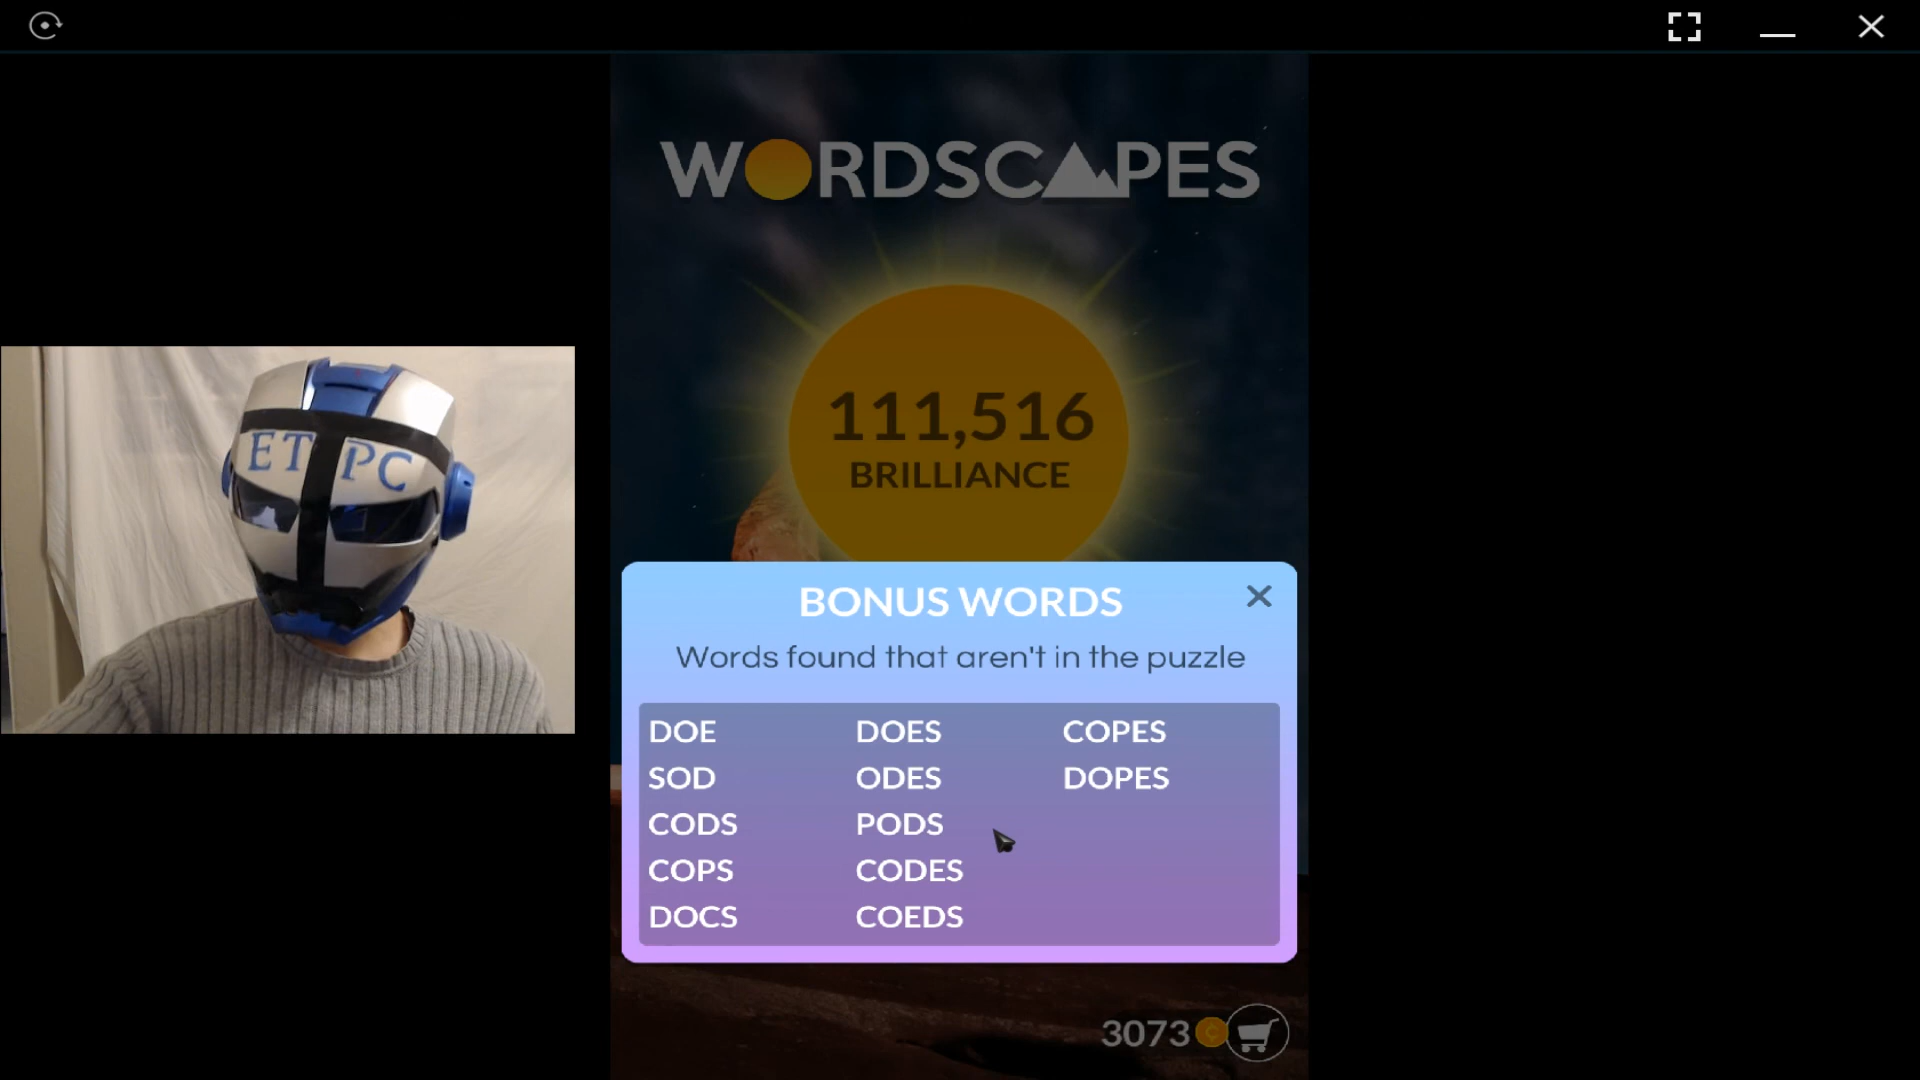 WORDSCAPES
111,516
BRILLIANCE
ET PC
BONUS WORDS
Words found that aren't in the puzzle
DOE DOES COPES
SOD ODES DOPES
CODS PODS
COPS CODES
DOCS COEDS
3073